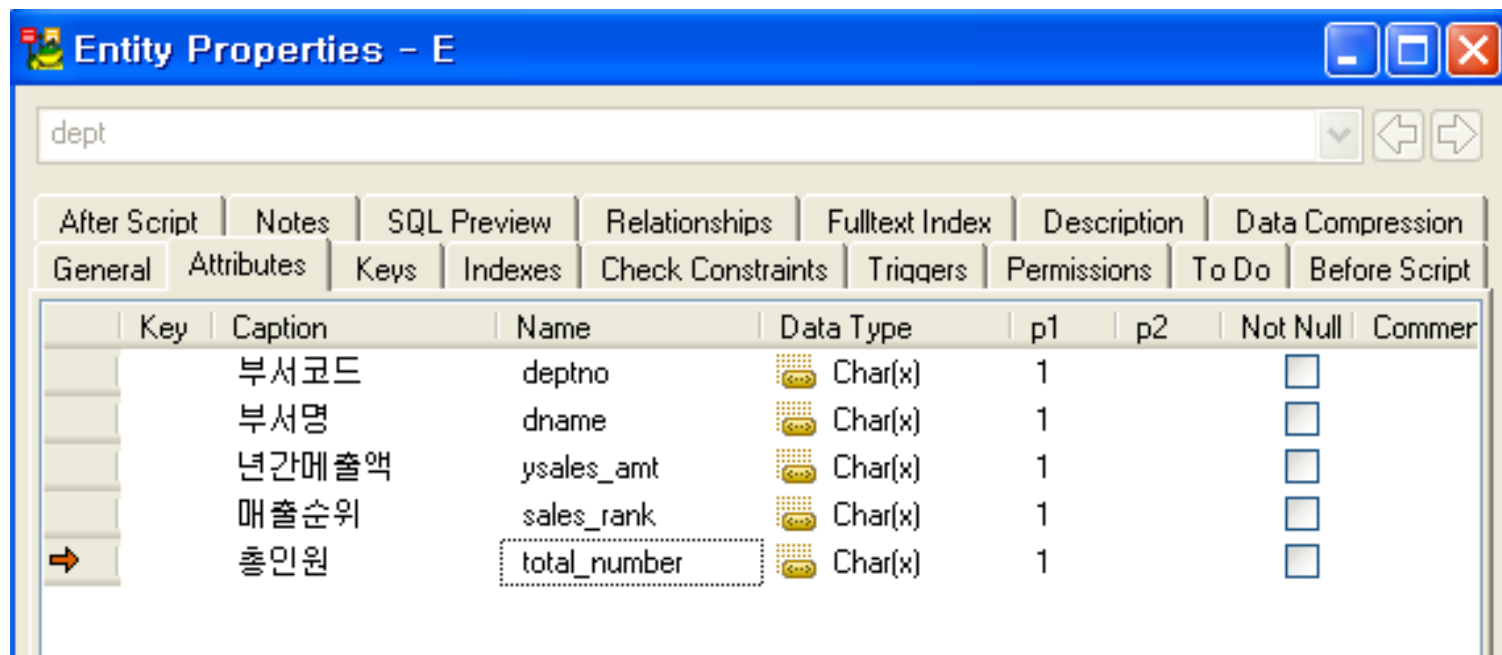 Entity Properties - E
dept
After Script Notes SQL Preview Relationships Fulltext Index Description Data Compression
General Attributes Keys Indexes Check Constraints Triggers Permissions To Do Before Script
Key Caption Name Data Type p1 p2 Not Null Commer
부서코드 deptno Char(x) 1
부서명 dname Char(x) 1
년간메출액 ysales_amt Char(x) 1
매출순위 sales_rank Char(x) 1
총인원 total_number Char(x) 1